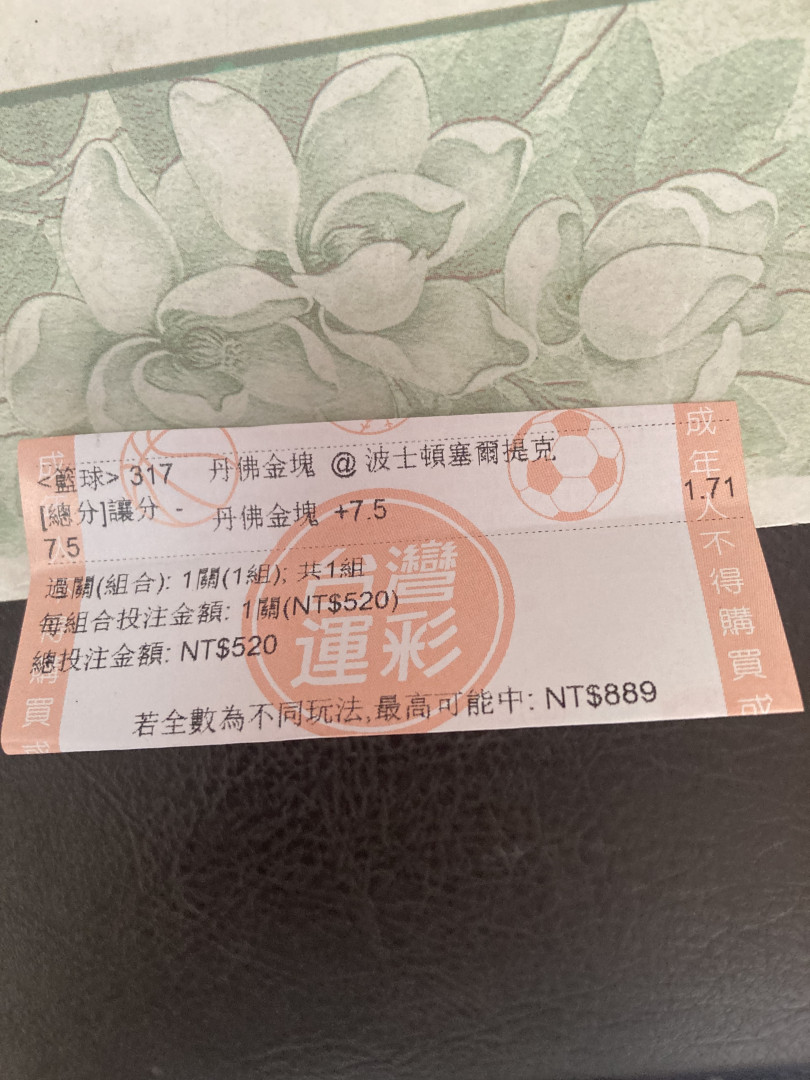 <籃球> 317 丹佛金塊 @ 波士頓塞爾提克
[總分]讓分 - 丹佛金塊 +7.5 1.71
7.5
過關(組合): 1關(1組); 共1組
每組合投注金額: 1關(NT$520)
總投注金額: NT$520
若全數為不同玩法,最高可能中: NT$889
台灣
運彩
成年人不得購買或
成
購買或